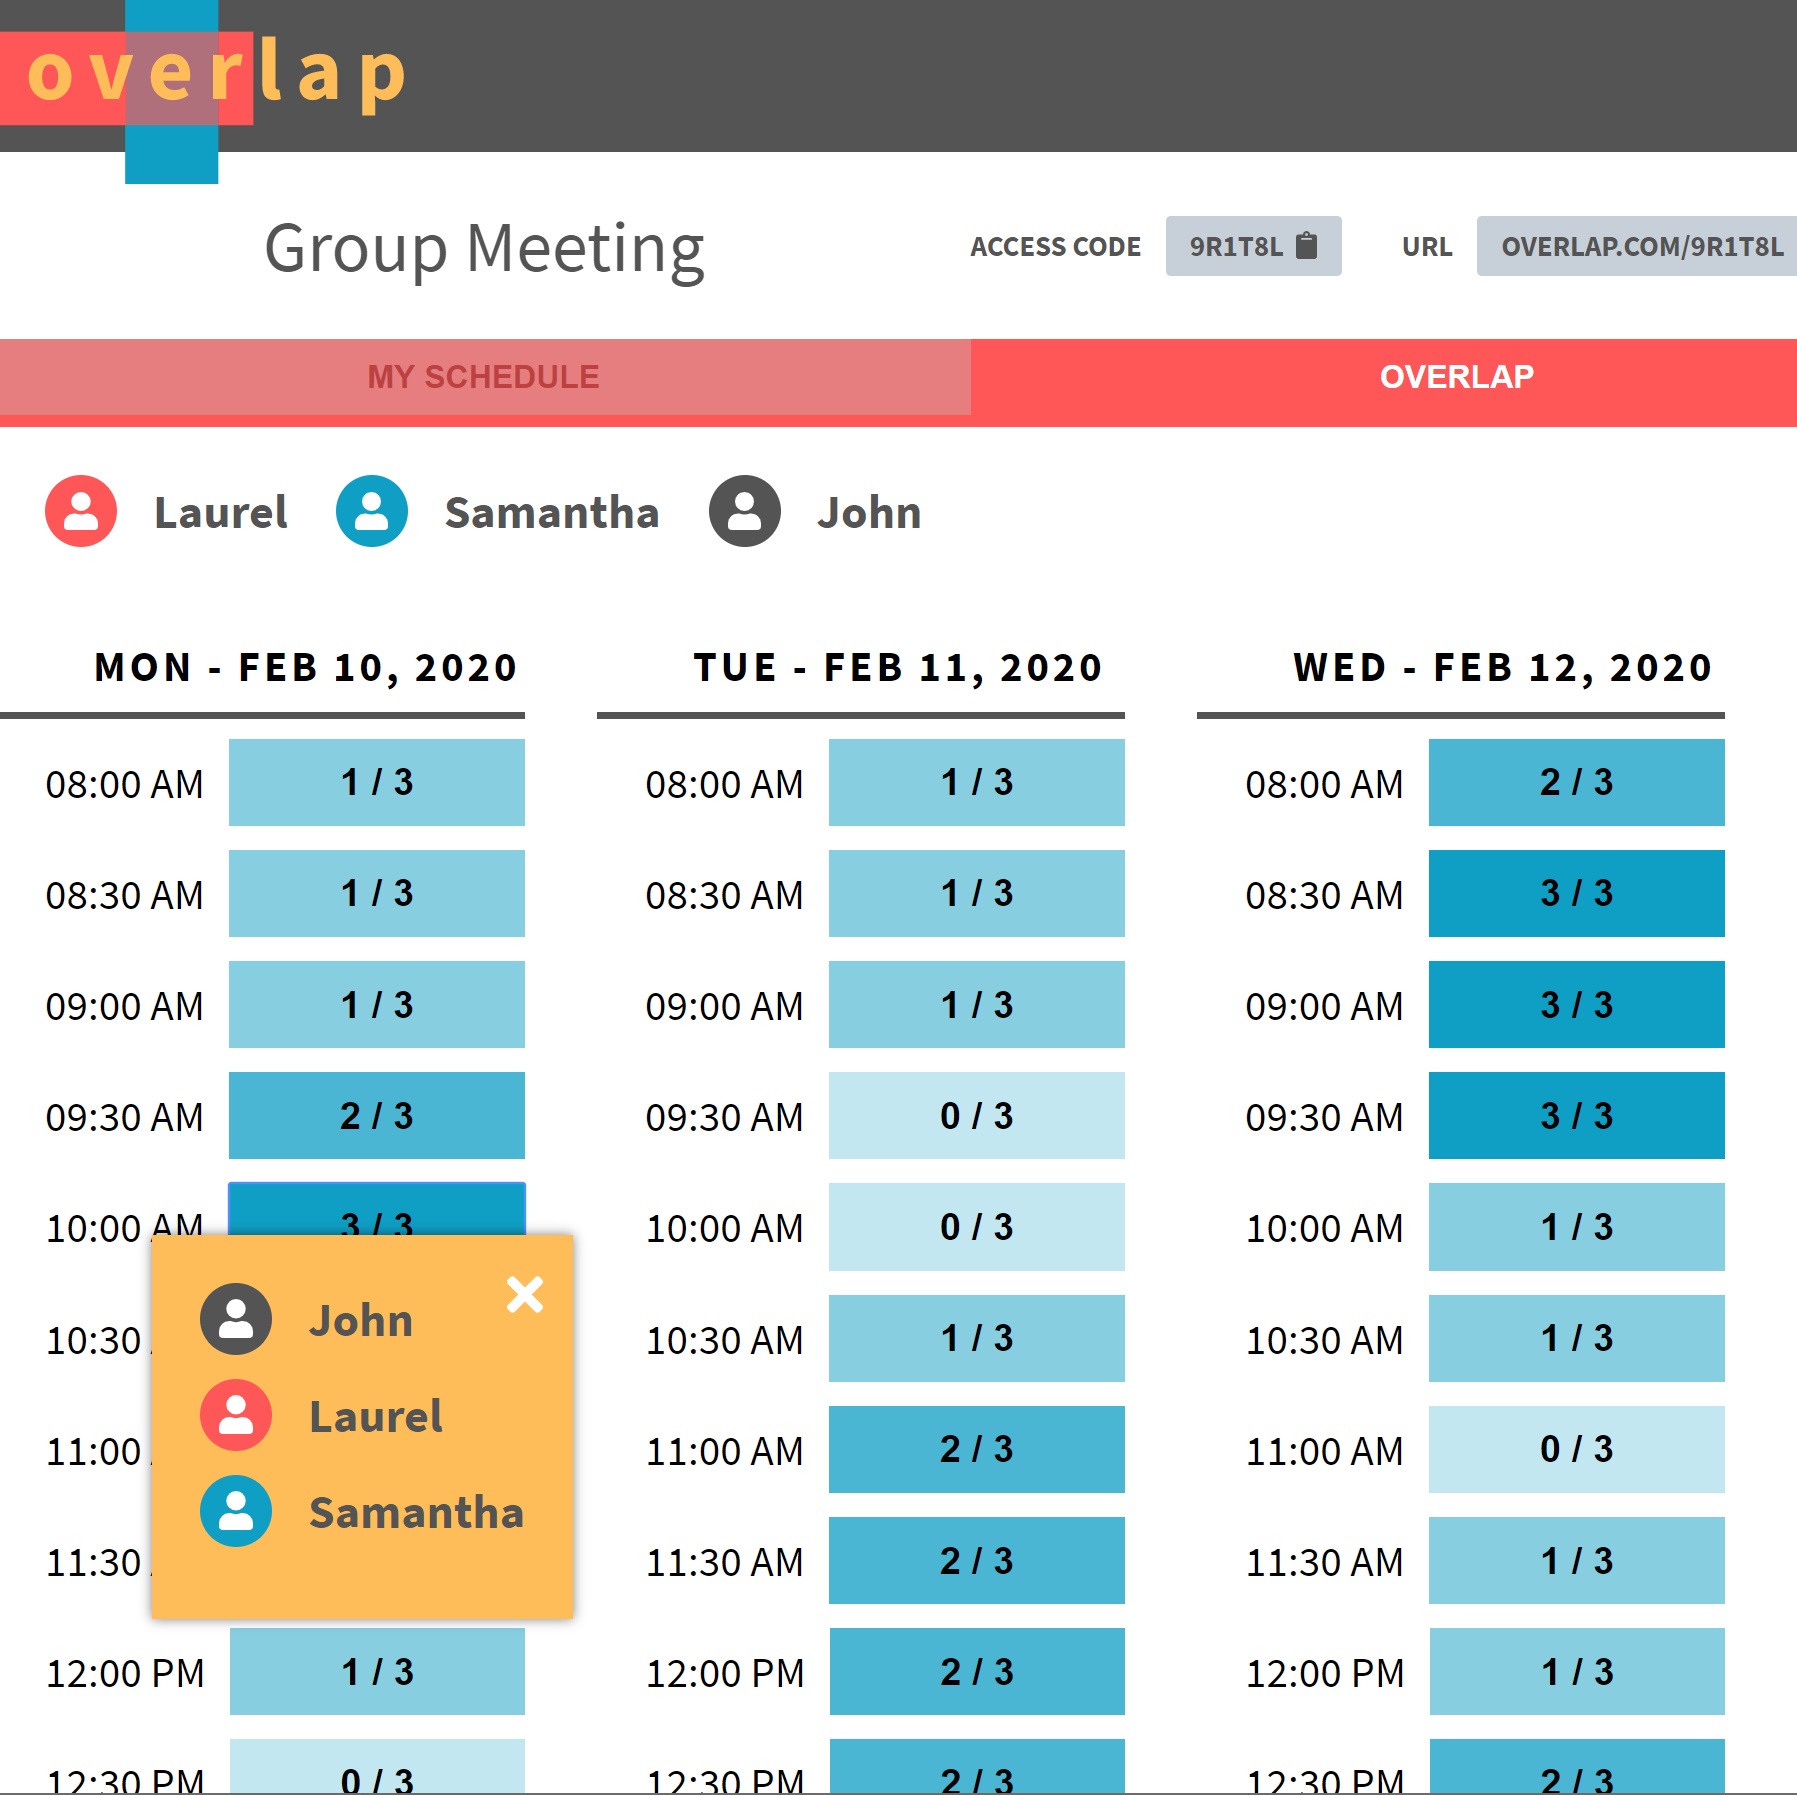 overlap
Group Meeting
ACCESS CODE 9R1T8L URL OVERLAP.COM/9R1T8L
MY SCHEDULE OVERLAP
Laurel Samantha John
MON - FEB 10, 2020 TUE - FEB 11, 2020 WED - FEB 12, 2020
08:00 AM 1 / 3 08:00 AM 1 / 3 08:00 AM 2 / 3
08:30 AM 1 / 3 08:30 AM 1 / 3 08:30 AM 3 / 3
09:00 AM 1 / 3 09:00 AM 1 / 3 09:00 AM 3 / 3
09:30 AM 2 / 3 09:30 AM 0 / 3 09:30 AM 3 / 3
10:00 AM 3 / 3 10:00 AM 0 / 3 10:00 AM 1 / 3
John
10:30 10:30 AM 1 / 3 10:30 AM 1 / 3
Laurel
11:00 11:00 AM 2 / 3 11:00 AM 0 / 3
Samantha
11:30 11:30 AM 2 / 3 11:30 AM 1 / 3
12:00 PM 1 / 3 12:00 PM 2 / 3 12:00 PM 1 / 3
12:30 PM 0 / 3 12:30 PM 2 / 3 12:30 PM 2 / 3